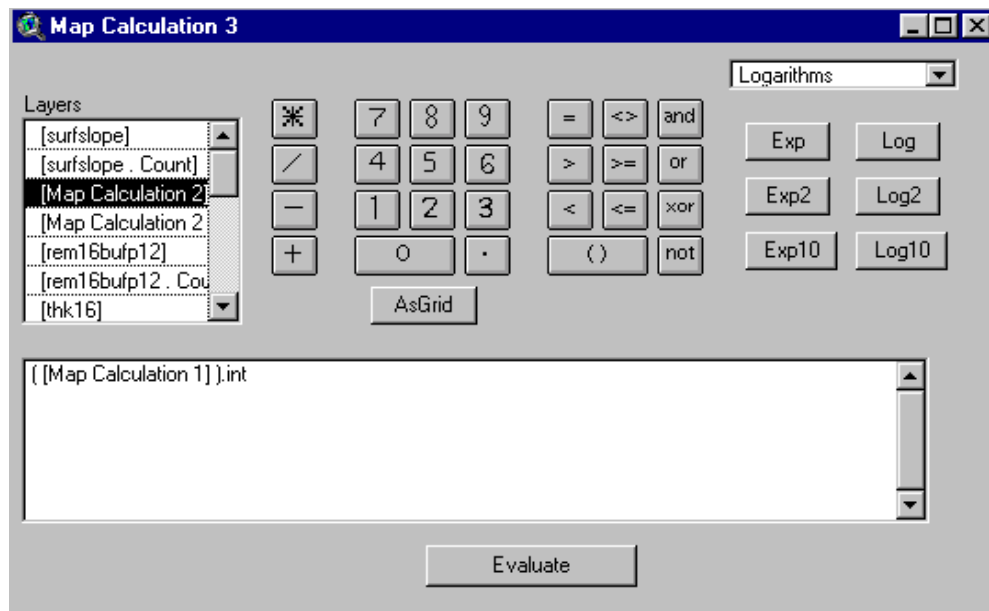 Map Calculation 3
Logarithms
Layers
[surfslope]
[surfslope . Count]
[Map Calculation 2]
[Map Calculation 2
[rem16bufp12]
[rem16bufp12 . Cou
[thk16]
* 7 8 9 = <> and
/ 4 5 6 > >= or
- 1 2 3 < <= xor
+ 0 . ( ) not
AsGrid
Exp Log
Exp2 Log2
Exp10 Log10
( [Map Calculation 1] ).int
Evaluate